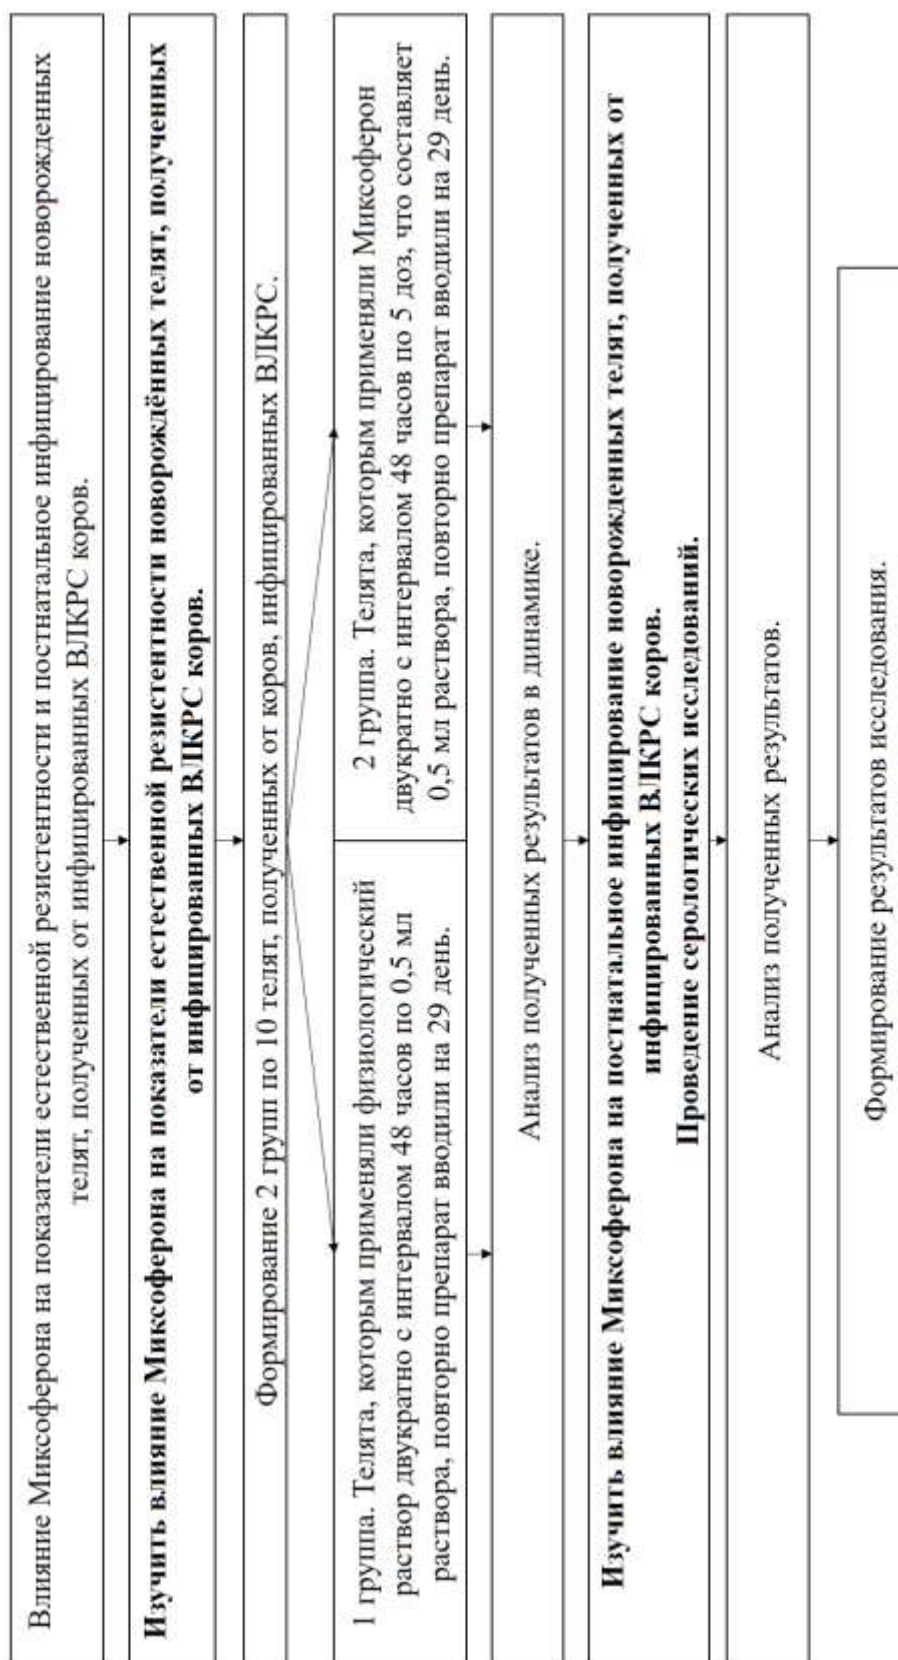 Влияние Миксоферона на показатели естественной резистентности и постнатальное инфицирование новорожденных
телят, полученных от инфицированных ВЛКРС коров.
Изучить влияние Миксоферона на показатели естественной резистентности новорождённых телят, полученных
от инфицированных ВЛКРС коров.
Формирование 2 групп по 10 телят, полученных от коров, инфицированных ВЛКРС.
1 группа. Телята, которым применяли физиологический
раствор двукратно с интервалом 48 часов по 0,5 мл
раствора, повторно препарат вводили на 29 день.
2 группа. Телята, которым применяли Миксоферон
двукратно с интервалом 48 часов по 5 доз, что составляет
0,5 мл раствора, повторно препарат вводили на 29 день.
Анализ полученных результатов в динамике.
Изучить влияние Миксоферона на постнатальное инфицирование новорожденных телят, полученных от
инфицированных ВЛКРС коров.
Проведение серологических исследований.
Анализ полученных результатов.
Формирование результатов исследования.